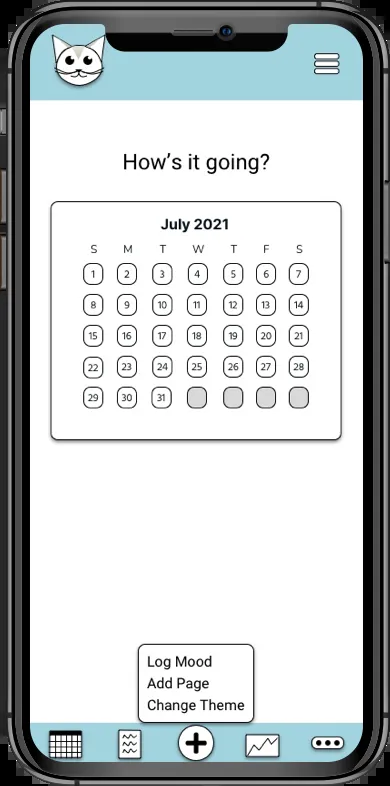 How's it going?
July 2021
S M T W T F S
1 2 3 4 5 6 7
8 9 10 11 12 13 14
15 16 17 18 19 20 21
22 23 24 25 26 27 28
29 30 31
Log Mood
Add Page
Change Theme